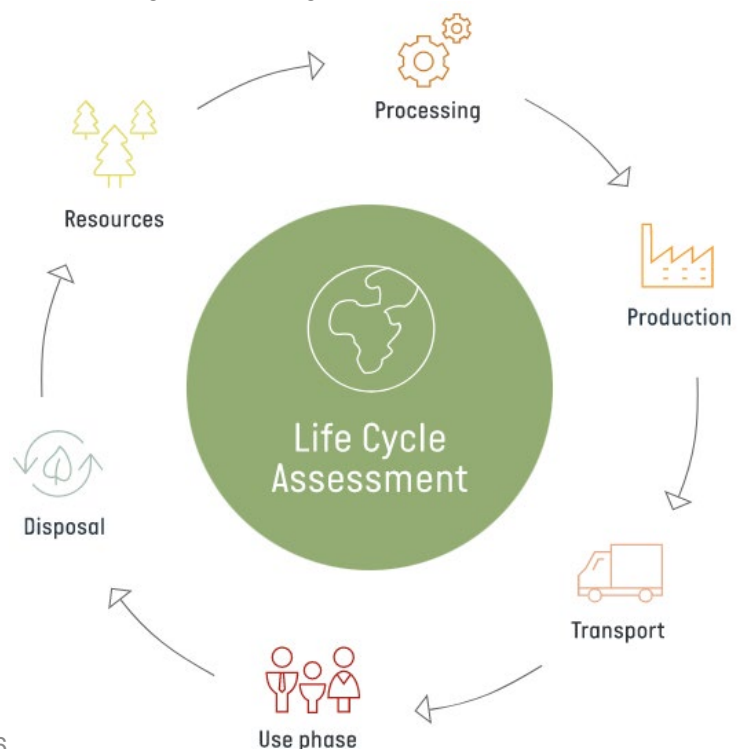 Processing
Resources
Production
Life Cycle
Assessment
Disposal
Transport
Use phase